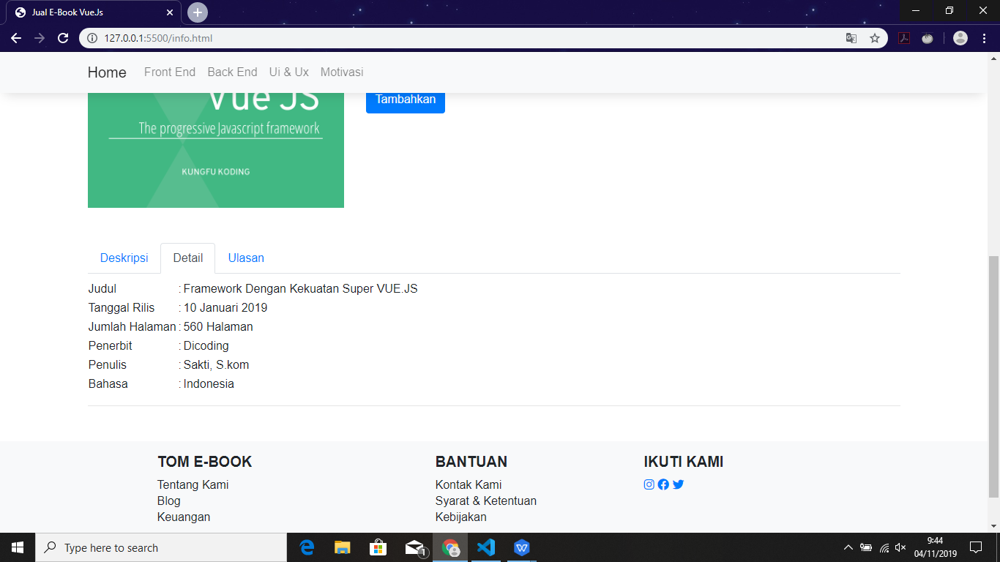 Jual E-Book Vue.Js
127.0.0.1:5500/info.html
Home Front End Back End Ui & Ux Motivasi
Vue JS
Tambahkan
The progressive Javascript framework
KUNGFU KODING
Deskripsi Detail Ulasan
Judul : Framework Dengan Kekuatan Super VUE.JS
Tanggal Rilis : 10 Januari 2019
Jumlah Halaman : 560 Halaman
Penerbit : Dicoding
Penulis : Sakti, S.kom
Bahasa : Indonesia
TOM E-BOOK BANTUAN IKUTI KAMI
Tentang Kami Kontak Kami
Blog Syarat & Ketentuan
Keuangan Kebijakan
Type here to search
1
9:44
04/11/2019